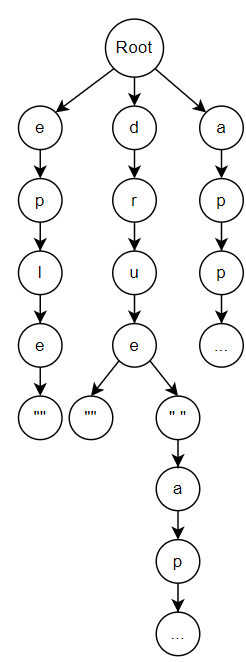 Root
e d a
p r p
l u p
e e ...
"" "" " "
a
p
...